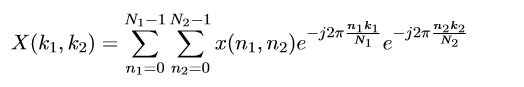 X(k_1, k_2) = \sum_{n_1=0}^{N_1-1} \sum_{n_2=0}^{N_2-1} x(n_1, n_2) e^{-j2\pi \frac{n_1 k_1}{N_1}} e^{-j2\pi \frac{n_2 k_2}{N_2}}